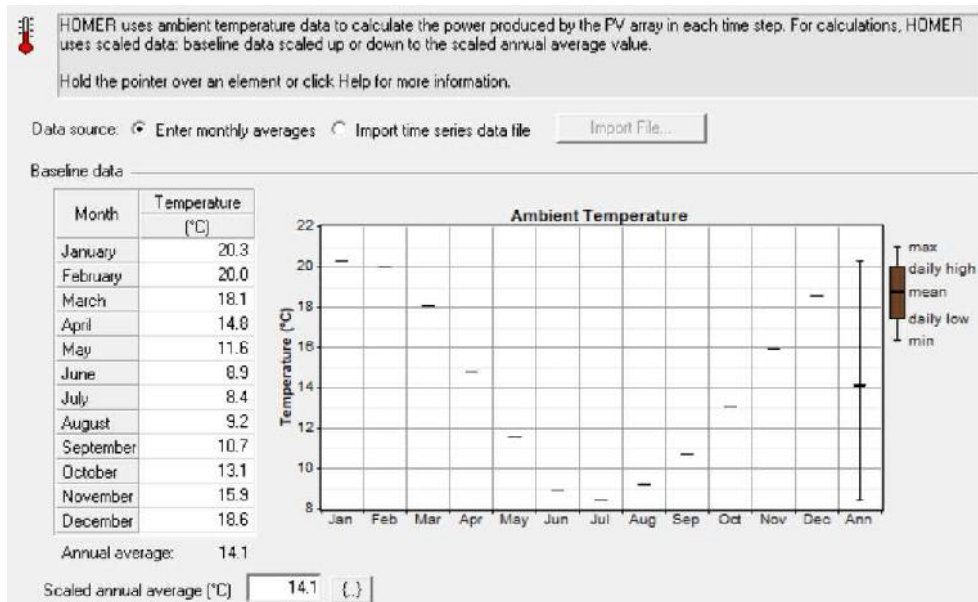 HOMER uses ambient temperature data to calculate the power produced by the PV array in each time step. For calculations, HOMER
uses scaled data: baseline data scaled up or down to the scaled annual average value.
Hold the pointer over an element or click Help for more information.
Data source: Enter monthly averages Import time series data file Import File...
Baseline data
Month Temperature
(°C)
January 20.3
February 20.0
March 18.1
April 14.8
May 11.6
June 8.9
July 8.4
August 9.2
September 10.7
October 13.1
November 15.9
December 18.6
Annual average: 14.1
Scaled annual average (°C) 14.1 {..}
Ambient Temperature
Temperature (°C)
22
20
18
16
14
12
10
8
Jan Feb Mar Apr May Jun Jul Aug Sep Oct Nov Dec Ann
max
daily high
mean
daily low
min